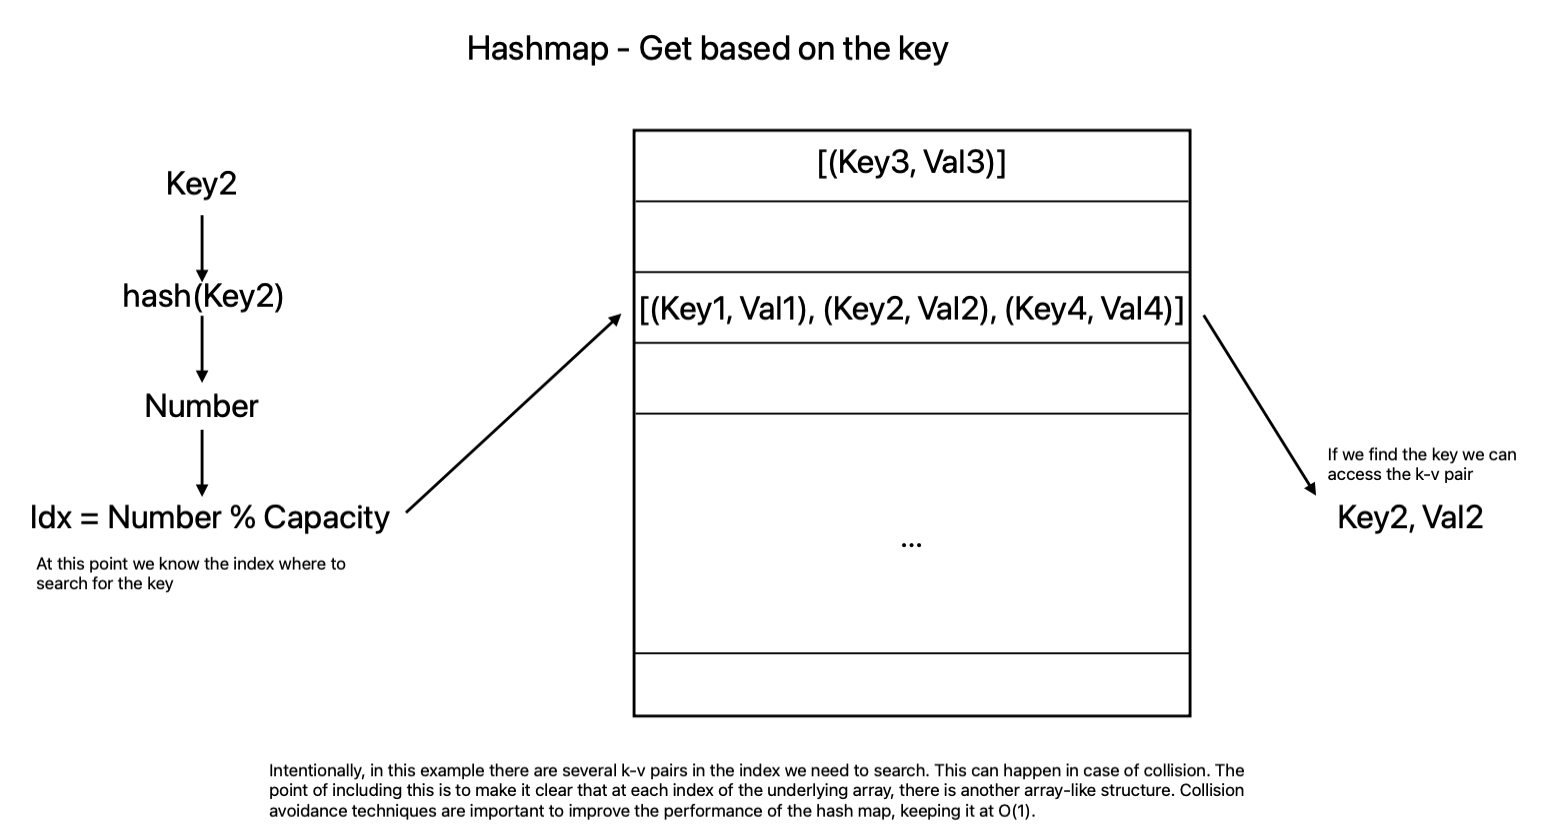 Hashmap - Get based on the key
Key2
hash(Key2)
Number
Idx = Number % Capacity
At this point we know the index where to
search for the key
[(Key3, Val3)]
[(Key1, Val1), (Key2, Val2), (Key4, Val4)]
...
If we find the key we can
access the k-v pair
Key2, Val2
Intentionally, in this example there are several k-v pairs in the index we need to search. This can happen in case of collision. The
point of including this is to make it clear that at each index of the underlying array, there is another array-like structure. Collision
avoidance techniques are important to improve the performance of the hash map, keeping it at O(1).